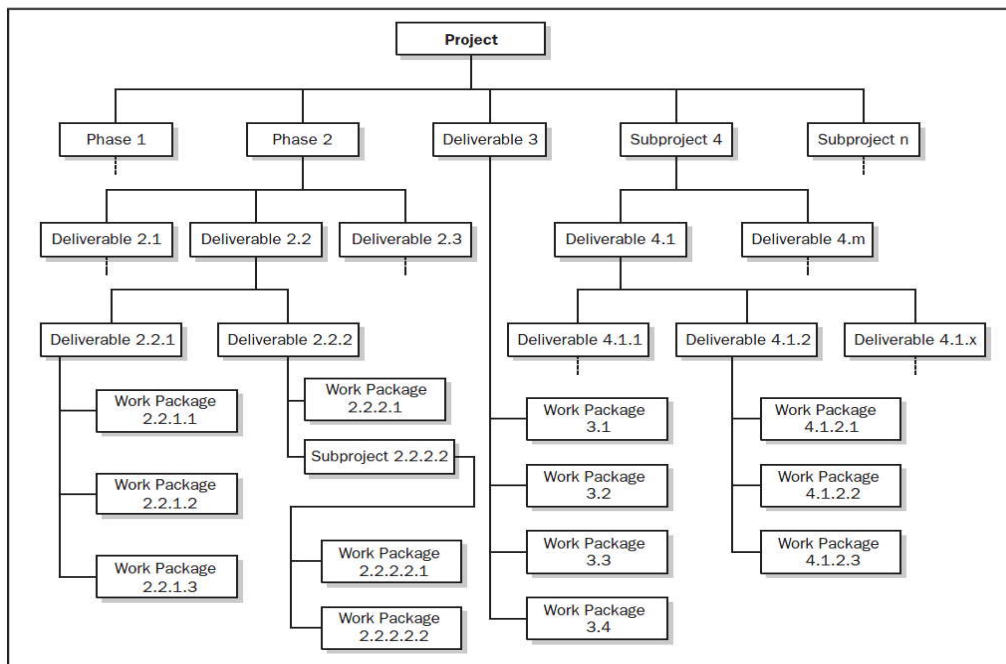 Project
Phase 1
Phase 2
Deliverable 3
Subproject 4
Subproject n
Deliverable 2.1
Deliverable 2.2
Deliverable 2.3
Deliverable 4.1
Deliverable 4.m
Deliverable 2.2.1
Deliverable 2.2.2
Deliverable 4.1.1
Deliverable 4.1.2
Deliverable 4.1.x
Work Package
2.2.1.1
Work Package
2.2.1.2
Work Package
2.2.1.3
Work Package
2.2.2.1
Subproject 2.2.2.2
Work Package
2.2.2.2.1
Work Package
2.2.2.2.2
Work Package
3.1
Work Package
3.2
Work Package
3.3
Work Package
3.4
Work Package
4.1.2.1
Work Package
4.1.2.2
Work Package
4.1.2.3